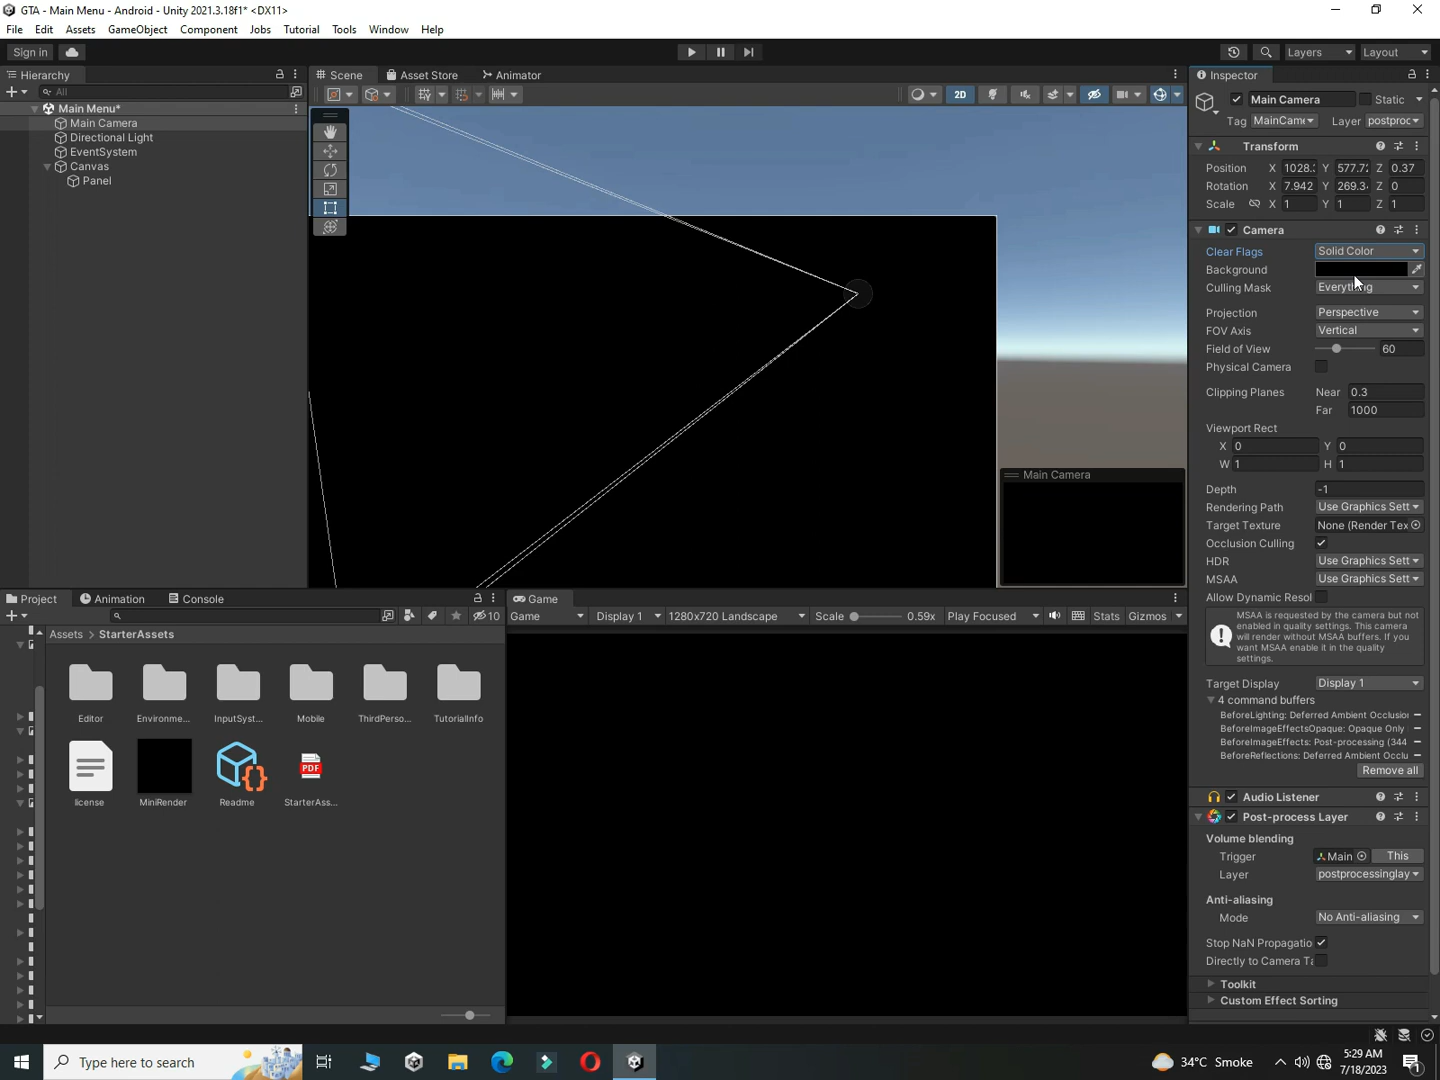 GTA - Main Menu - Android - Unity 2021.3.18f1* <DX11>
File Edit Assets GameObject Component Jobs Tutorial Tools Window Help
Sign in Layers Layout
Hierarchy Scene Asset Store Animator Inspector
All 2D
Main Menu*
Main Camera
Directional Light
EventSystem
Canvas
Panel
Main Camera
Main Camera Static
Tag MainCame Layer postproc
Transform
Position X 1028. Y 577.72 Z 0.37
Rotation X 7.942 Y 269.3 Z 0
Scale X 1 Y 1 Z 1
Camera
Clear Flags Solid Color
Background
Culling Mask Everything
Projection Perspective
FOV Axis Vertical
Field of View 60
Physical Camera
Clipping Planes Near 0.3
Far 1000
Viewport Rect
X 0 Y 0
W 1 H 1
Depth -1
Rendering Path Use Graphics Sett
Target Texture None (Render Tex
Occlusion Culling
HDR Use Graphics Sett
MSAA Use Graphics Sett
Allow Dynamic Resol
MSAA is requested by the camera but not
enabled in quality settings. This camera
will render without MSAA buffers. If you
want MSAA enable it in the quality
settings.
Target Display Display 1
4 command buffers
BeforeLighting: Deferred Ambient Occlusion
BeforeImageEffectsOpaque: Opaque Only
BeforeImageEffects: Post-processing (344
BeforeReflections: Deferred Ambient Occlu
Remove all
Audio Listener
Post-process Layer
Volume blending
Trigger Main This
Layer postprocessinglay
Anti-aliasing
Mode No Anti-aliasing
Stop NaN Propagatio
Directly to Camera Ta
Toolkit
Custom Effect Sorting
Project Animation Console
10
Assets > StarterAssets
Editor Environme... InputSyst... Mobile ThirdPerso... TutorialInfo
license MiniRender Readme PDF StarterAss...
Game
Game Display 1 1280x720 Landscape Scale 0.59x Play Focused Stats Gizmos
Type here to search
34°C Smoke
5:29 AM
7/18/2023
1